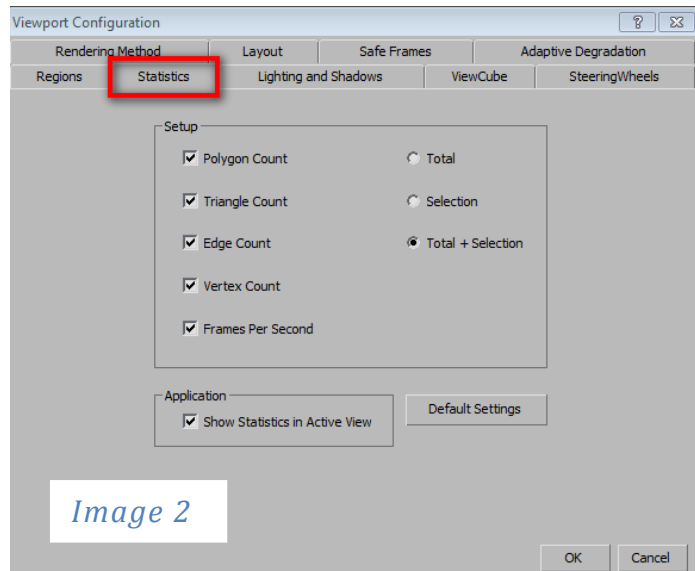 Viewport Configuration
Rendering Method Layout Safe Frames Adaptive Degradation
Regions Statistics Lighting and Shadows ViewCube SteeringWheels
Setup
Polygon Count Total
Triangle Count Selection
Edge Count Total + Selection
Vertex Count
Frames Per Second
Application
Show Statistics in Active View Default Settings
Image 2
OK Cancel